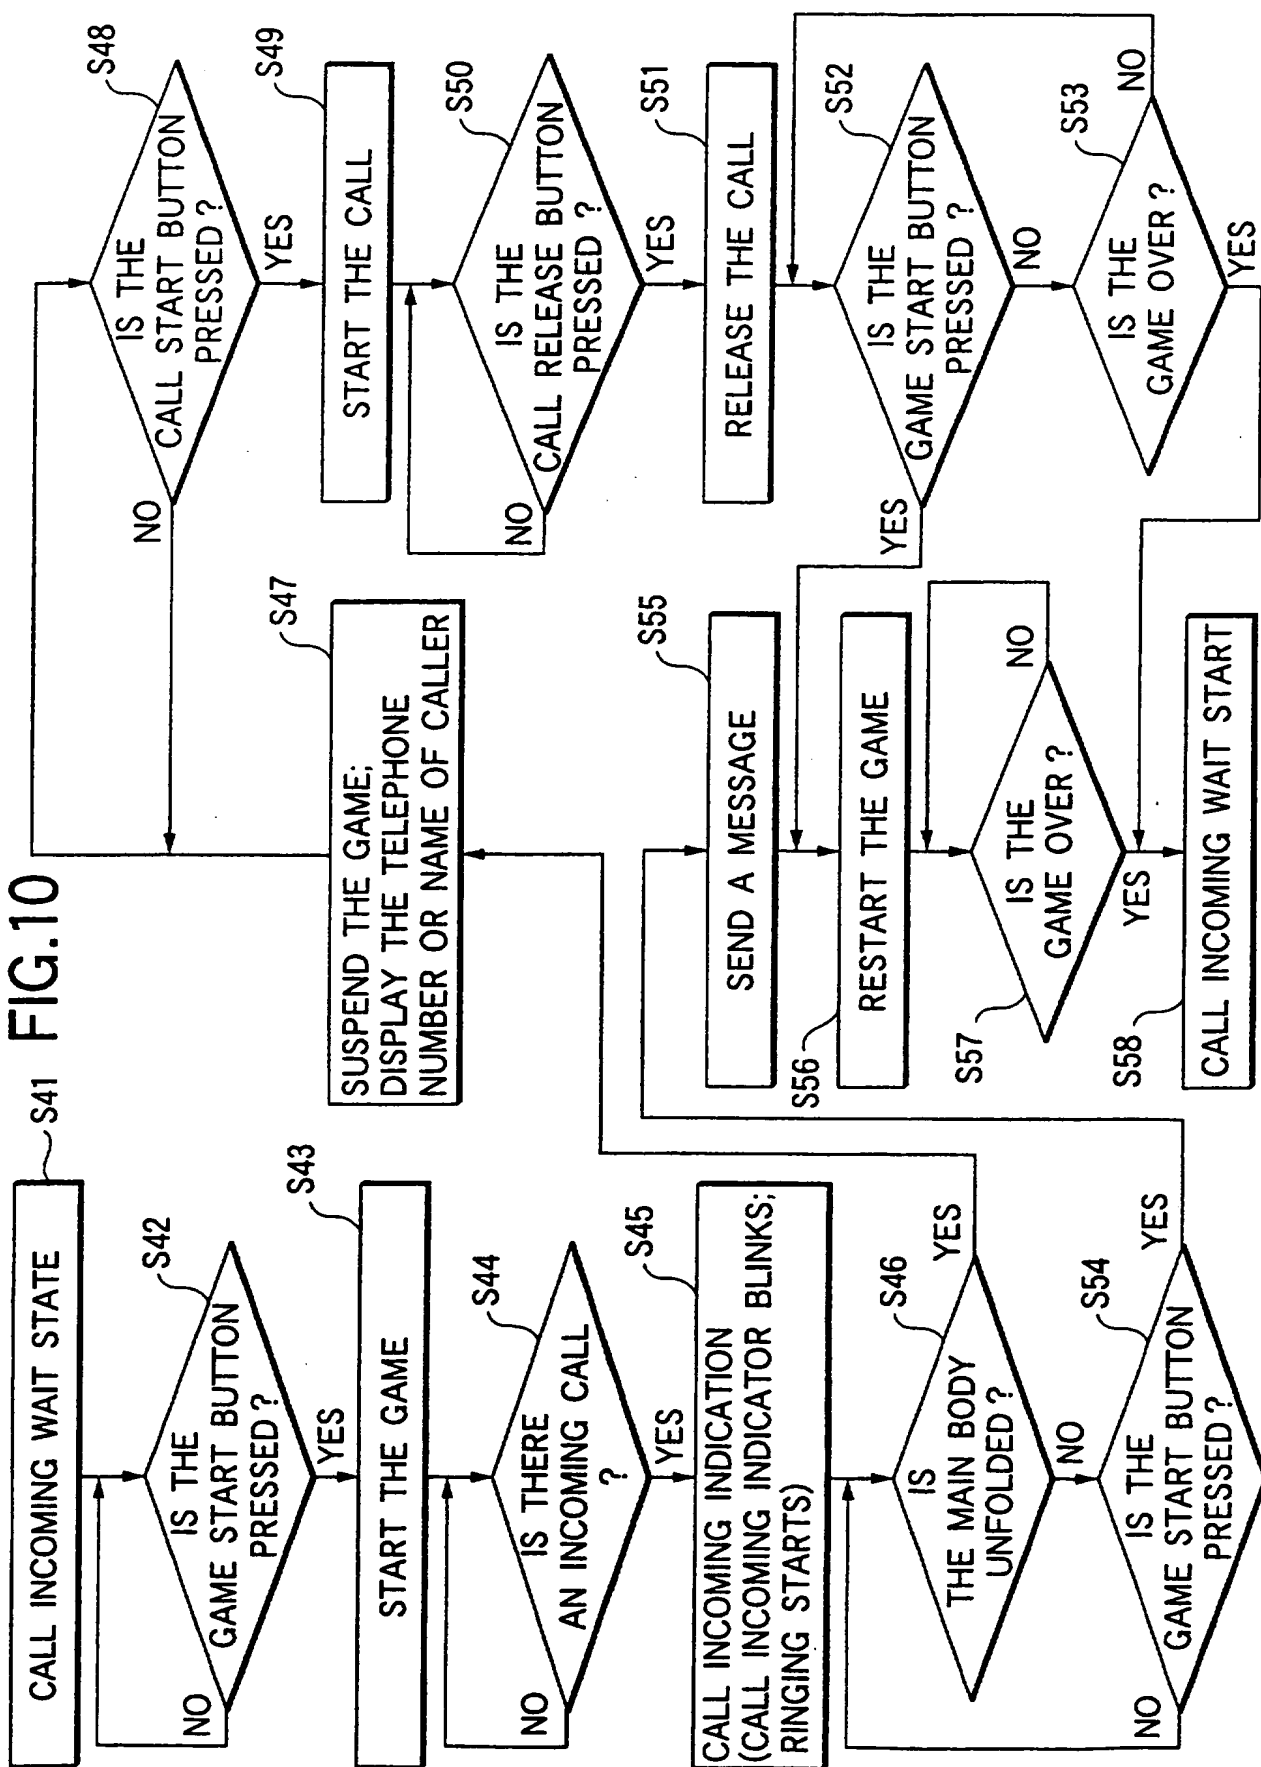 FIG.10
CALL INCOMING WAIT STATE
S41
IS THE
GAME START BUTTON
PRESSED ?
S42
NO
YES
START THE GAME
S43
IS THERE
AN INCOMING CALL
?
S44
NO
YES
CALL INCOMING INDICATION
(CALL INCOMING INDICATOR BLINKS;
RINGING STARTS)
S45
IS
THE MAIN BODY
UNFOLDED ?
S46
YES
NO
IS THE
GAME START BUTTON
PRESSED ?
S54
YES
NO
SUSPEND THE GAME;
DISPLAY THE TELEPHONE
NUMBER OR NAME OF CALLER
S47
SEND A MESSAGE
S55
RESTART THE GAME
S56
IS THE
GAME OVER ?
S57
NO
YES
CALL INCOMING WAIT START
S58
IS THE
CALL START BUTTON
PRESSED ?
S48
NO
YES
START THE CALL
S49
IS THE
CALL RELEASE BUTTON
PRESSED ?
S50
NO
YES
RELEASE THE CALL
S51
IS THE
GAME START BUTTON
PRESSED ?
S52
YES
NO
IS THE
GAME OVER ?
S53
NO
YES